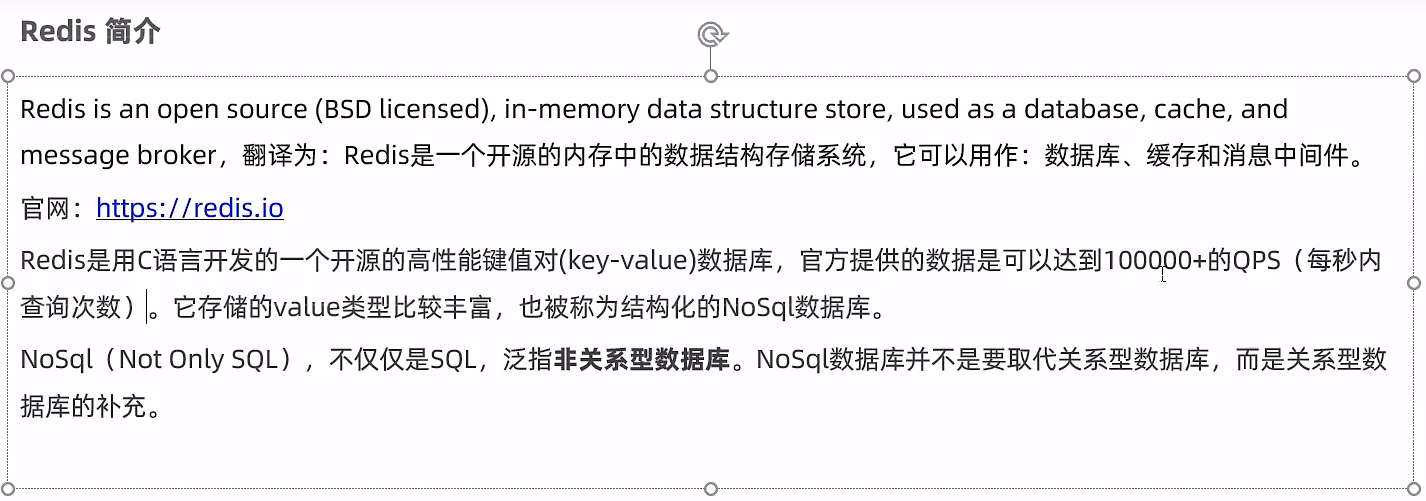 Redis 简介
Redis is an open source (BSD licensed), in-memory data structure store, used as a database, cache, and
message broker，翻译为：Redis是一个开源的内存中的数据结构存储系统，它可以用作：数据库、缓存和消息中间件。
官网：https://redis.io
Redis是用C语言开发的一个开源的高性能键值对(key-value)数据库，官方提供的数据是可以达到100000+的QPS（每秒内
查询次数）。它存储的value类型比较丰富，也被称为结构化的NoSql数据库。
NoSql（Not Only SQL），不仅仅是SQL，泛指非关系型数据库。NoSql数据库并不是要取代关系型数据库，而是关系型数
据库的补充。